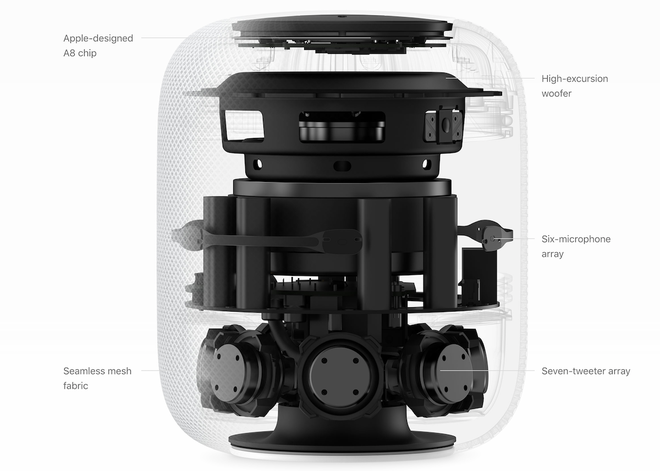 Apple-designed
A8 chip
High-excursion
woofer
Six-microphone
array
Seamless mesh
fabric
Seven-tweeter array